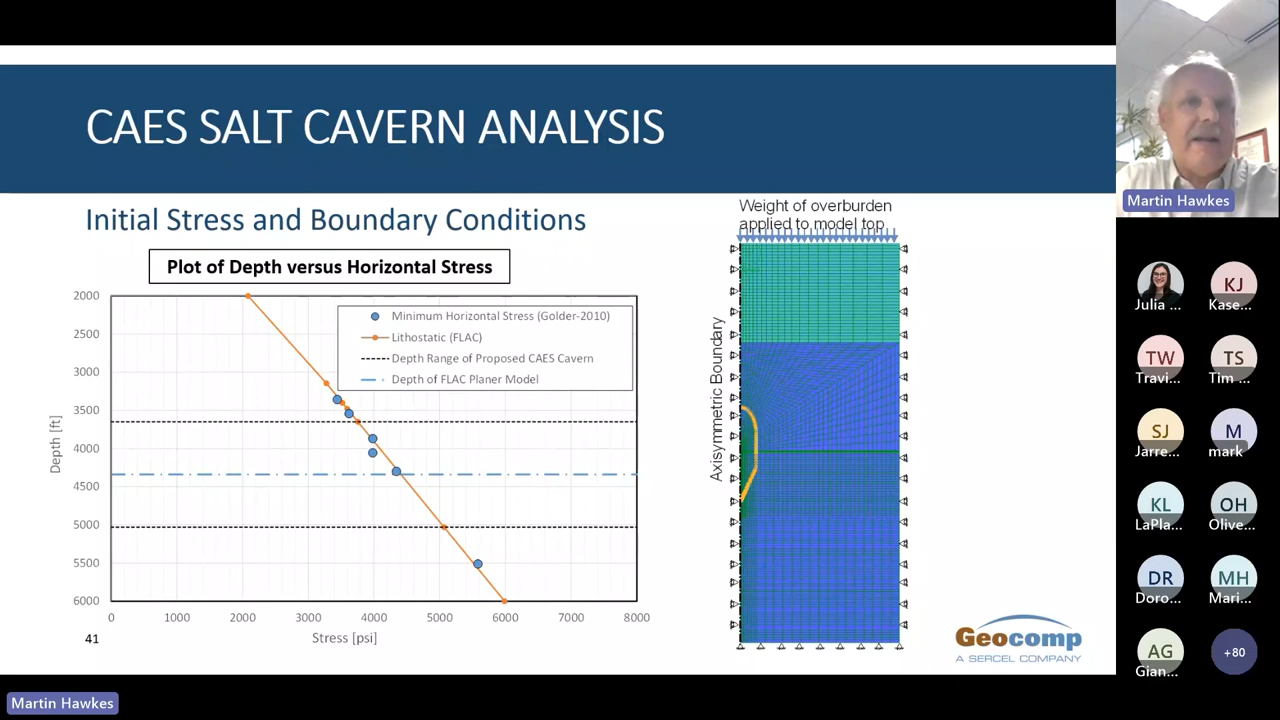 CAES SALT CAVERN ANALYSIS
Initial Stress and Boundary Conditions
Plot of Depth versus Horizontal Stress
2000
2500
3000
3500
4000
4500
5000
5500
6000
Depth [ft]
Minimum Horizontal Stress (Golder-2010)
Lithostatic (FLAC)
Depth Range of Proposed CAES Cavern
Depth of FLAC Planer Model
0 1000 2000 3000 4000 5000 6000 7000 8000
Stress [psi]
41
Weight of overburden
applied to model top
Axisymmetric Boundary
Geocomp
A SERCEL COMPANY
Martin Hawkes
Julia ...
KJ
Kase...
TW
Travi...
TS
Tim ...
SJ
Jarre...
M
mark
KL
LaPla...
OH
Olive...
DR
Doro...
MH
Mari...
AG
Gian...
+80
Martin Hawkes